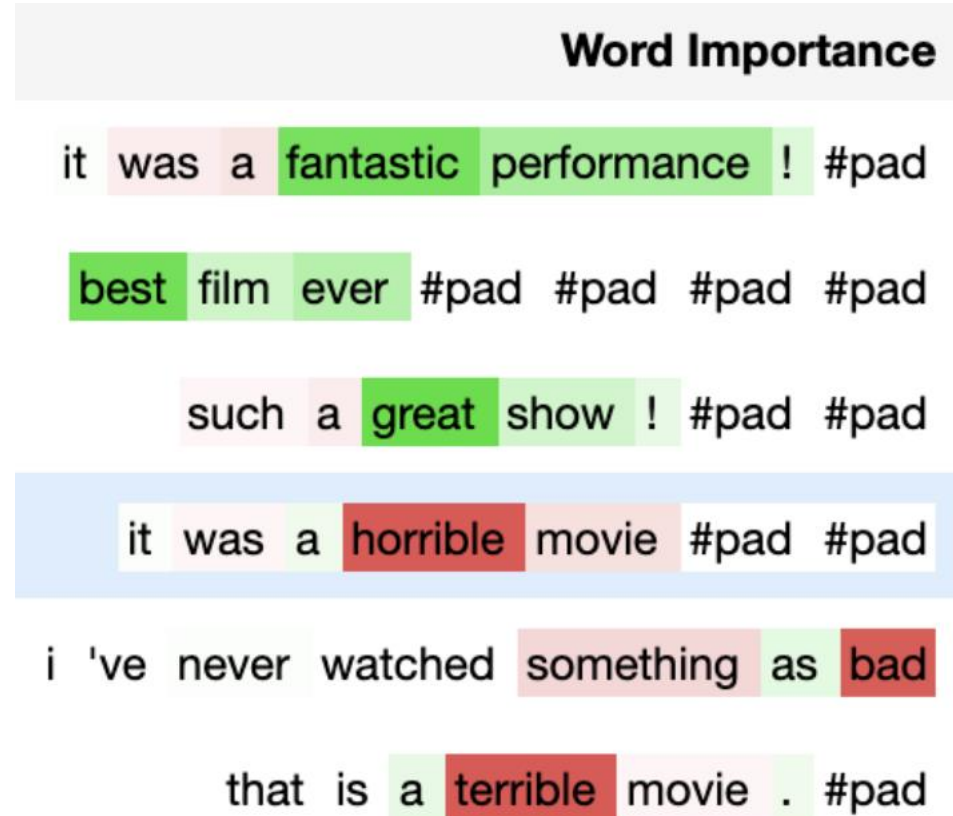 Word Importance
it was a fantastic performance ! #pad
best film ever #pad #pad #pad #pad
such a great show ! #pad #pad
it was a horrible movie #pad #pad
i 've never watched something as bad
that is a terrible movie . #pad